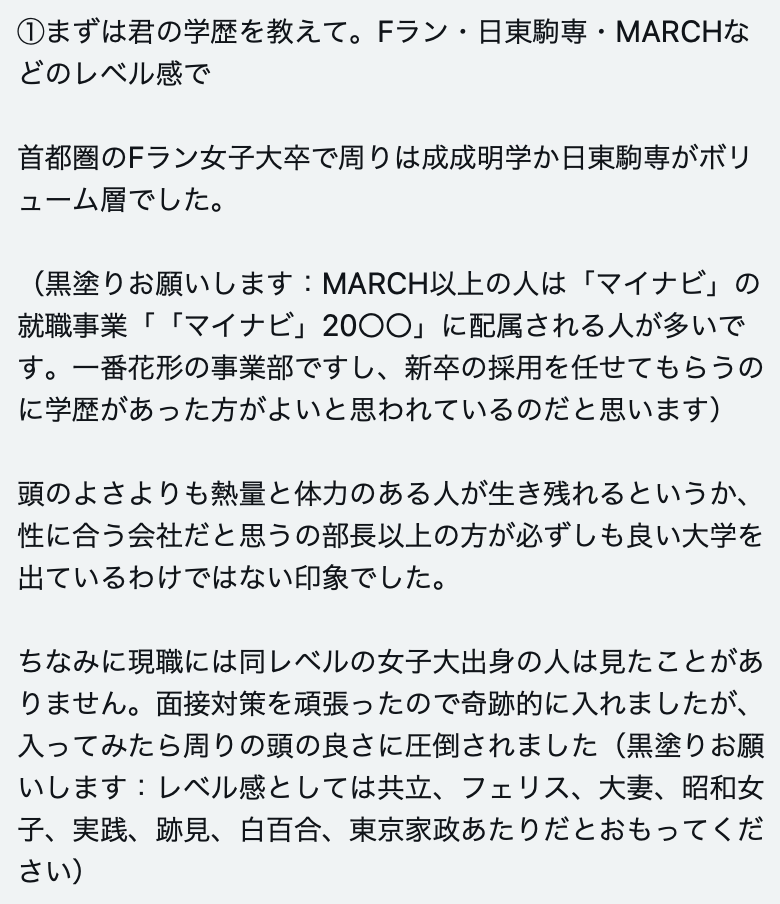 ①まずは君の学歴を教えて。Fラン・日東駒専・MARCHな
どのレベル感で
首都圏のFラン女子大卒で周りは成成明学か日東駒専がボリ
ューム層でした。
（黒塗りお願いします：MARCH以上の人は「マイナビ」の
就職事業「「マイナビ」20〇〇」に配属される人が多いで
す。一番花形の事業部ですし、新卒の採用を任せてもらうの
に学歴があった方がよいと思われているのだと思います）
頭のよさよりも熱量と体力のある人が生き残れるというか、
性に合う会社だと思うの部長以上の方が必ずしも良い大学を
出ているわけではない印象でした。
ちなみに現職には同レベルの女子大出身の人は見たことがあ
りません。面接対策を頑張ったので奇跡的に入れましたが、
入ってみたら周りの頭の良さに圧倒されました（黒塗りお願
いします：レベル感としては共立、フェリス、大妻、昭和女
子、実践、跡見、白百合、東京家政あたりだとおもってくだ
さい）